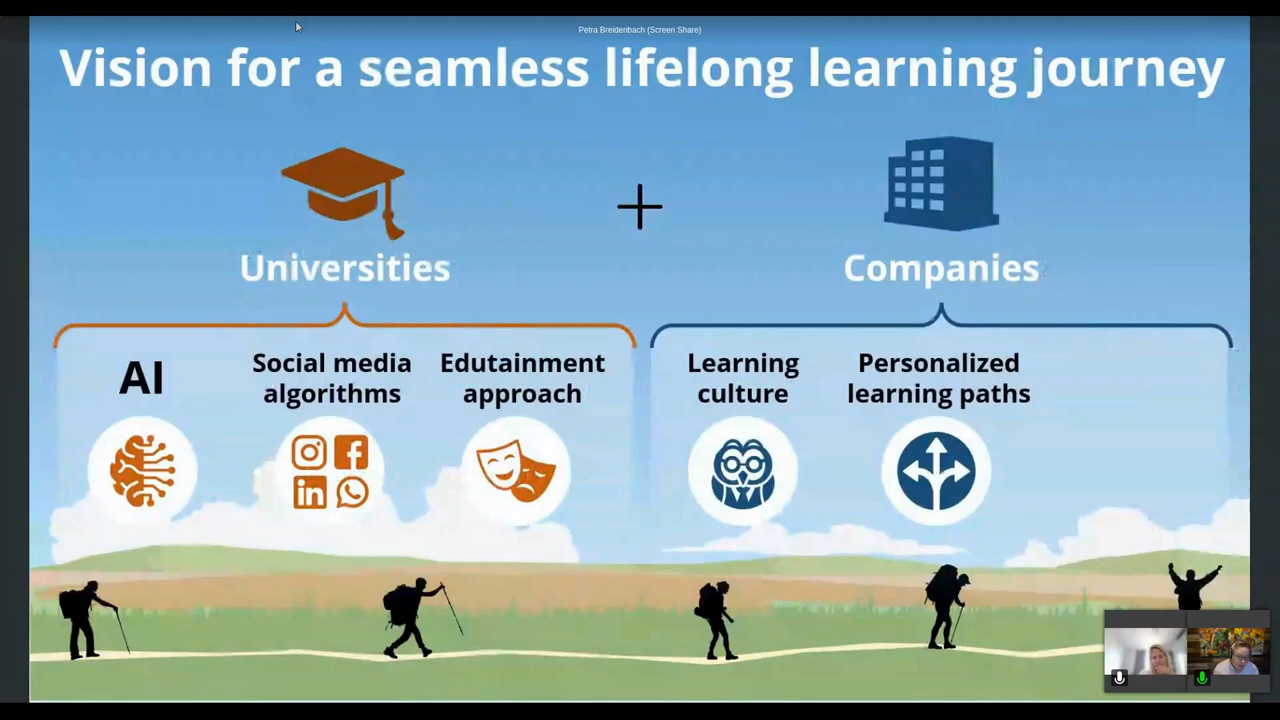 Petra Breidenbach (Screen Share)
Vision for a seamless lifelong learning journey
Universities
Companies
AI
Social media
algorithms
Edutainment
approach
Learning
culture
Personalized
learning paths
in